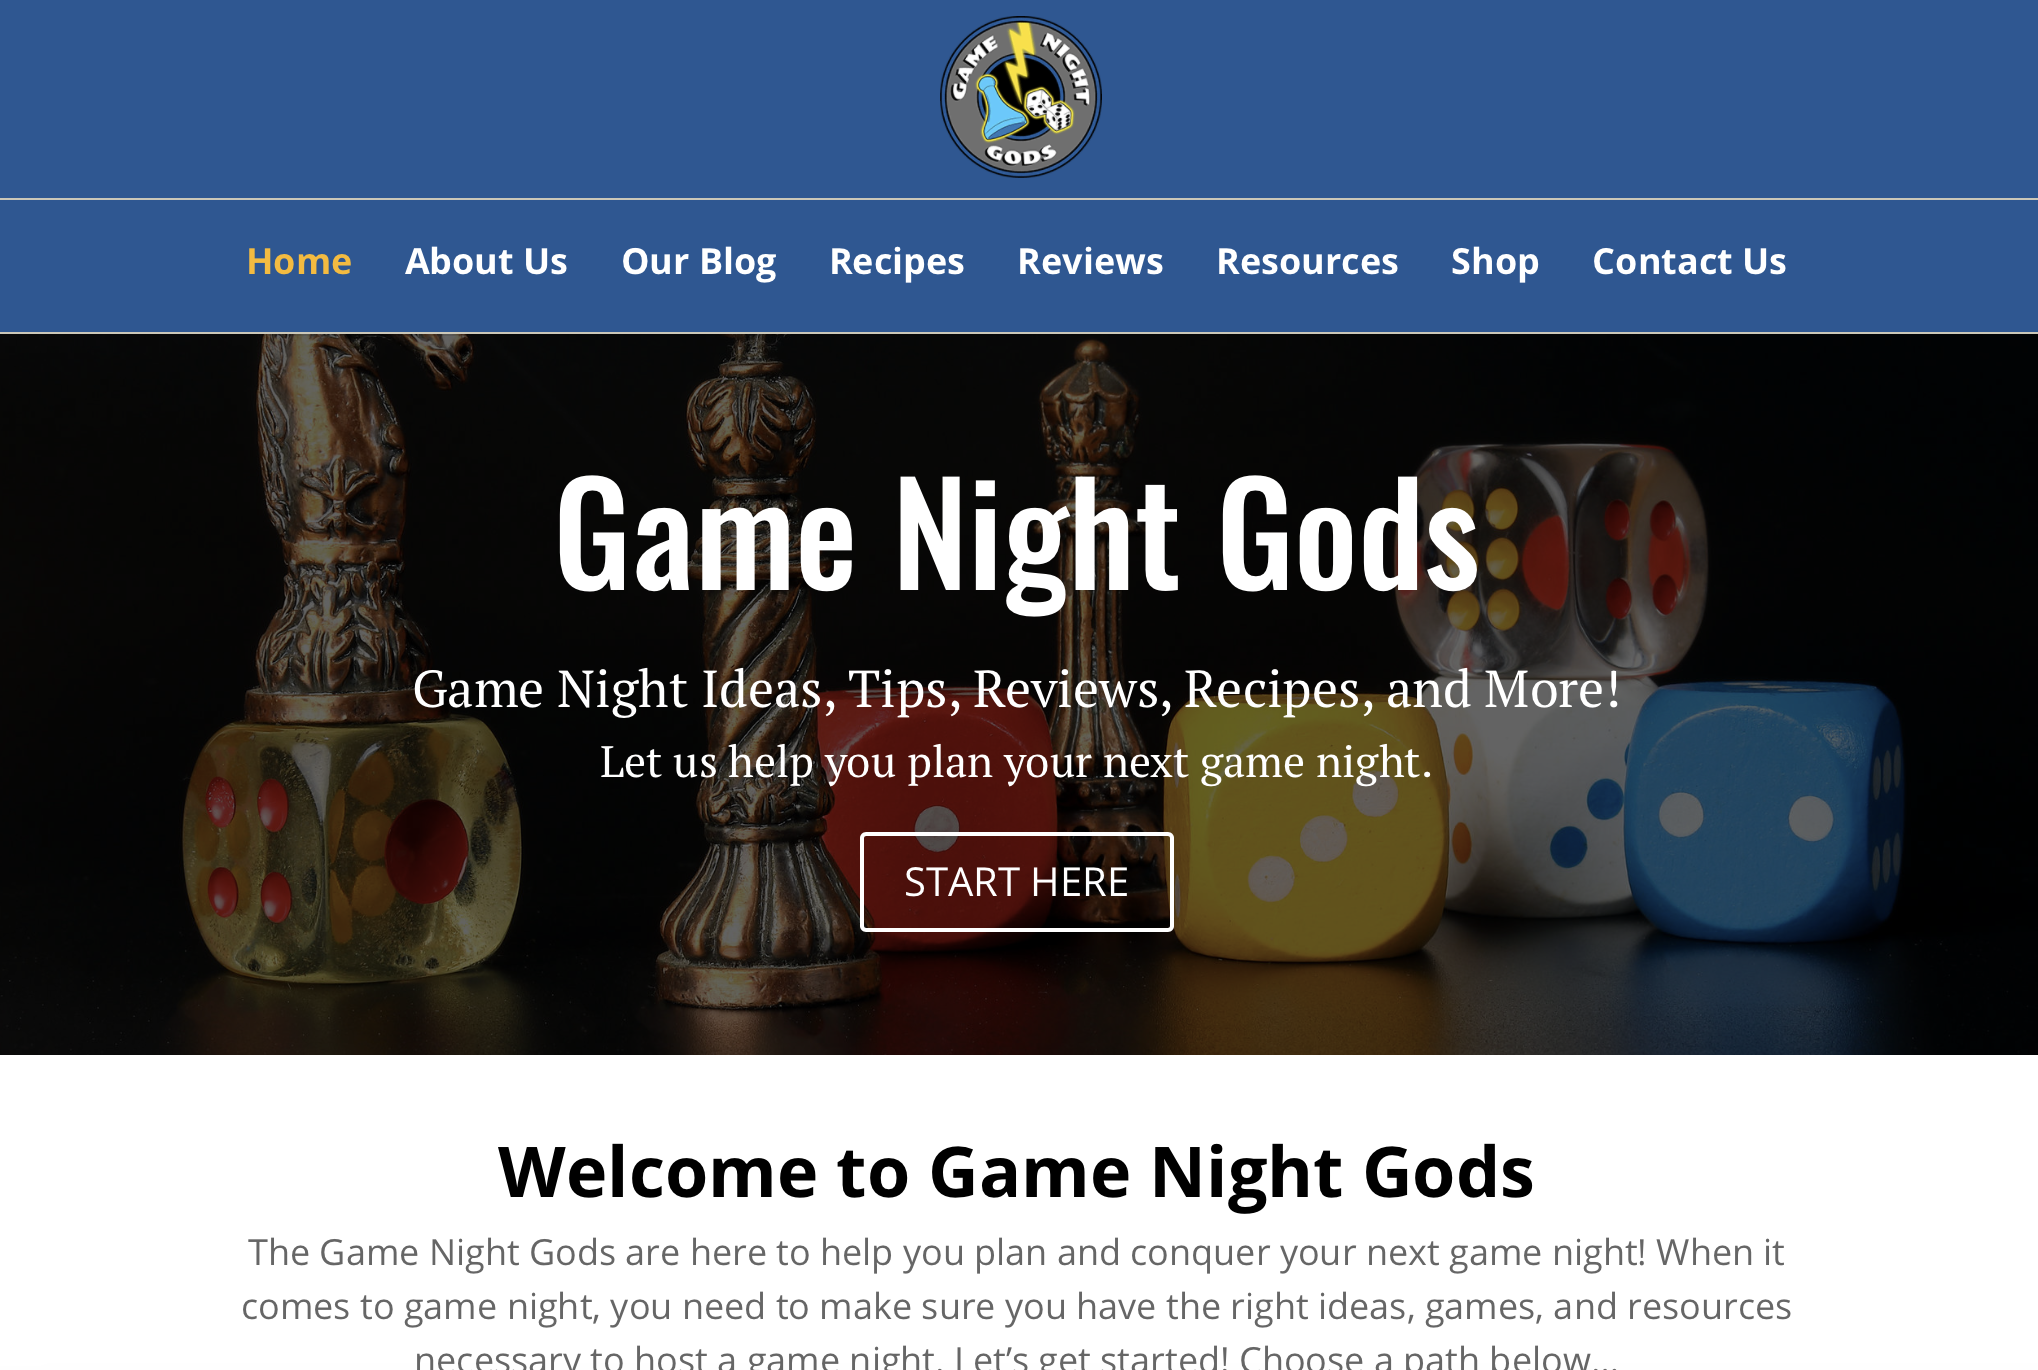 GAME NIGHT
GODS
Home About Us Our Blog Recipes Reviews Resources Shop Contact Us
Game Night Gods
Game Night Ideas, Tips, Reviews, Recipes, and More!
Let us help you plan your next game night.
START HERE
Welcome to Game Night Gods
The Game Night Gods are here to help you plan and conquer your next game night! When it
comes to game night, you need to make sure you have the right ideas, games, and resources
necessary to host a game night. Let’s get started! Choose a path below...